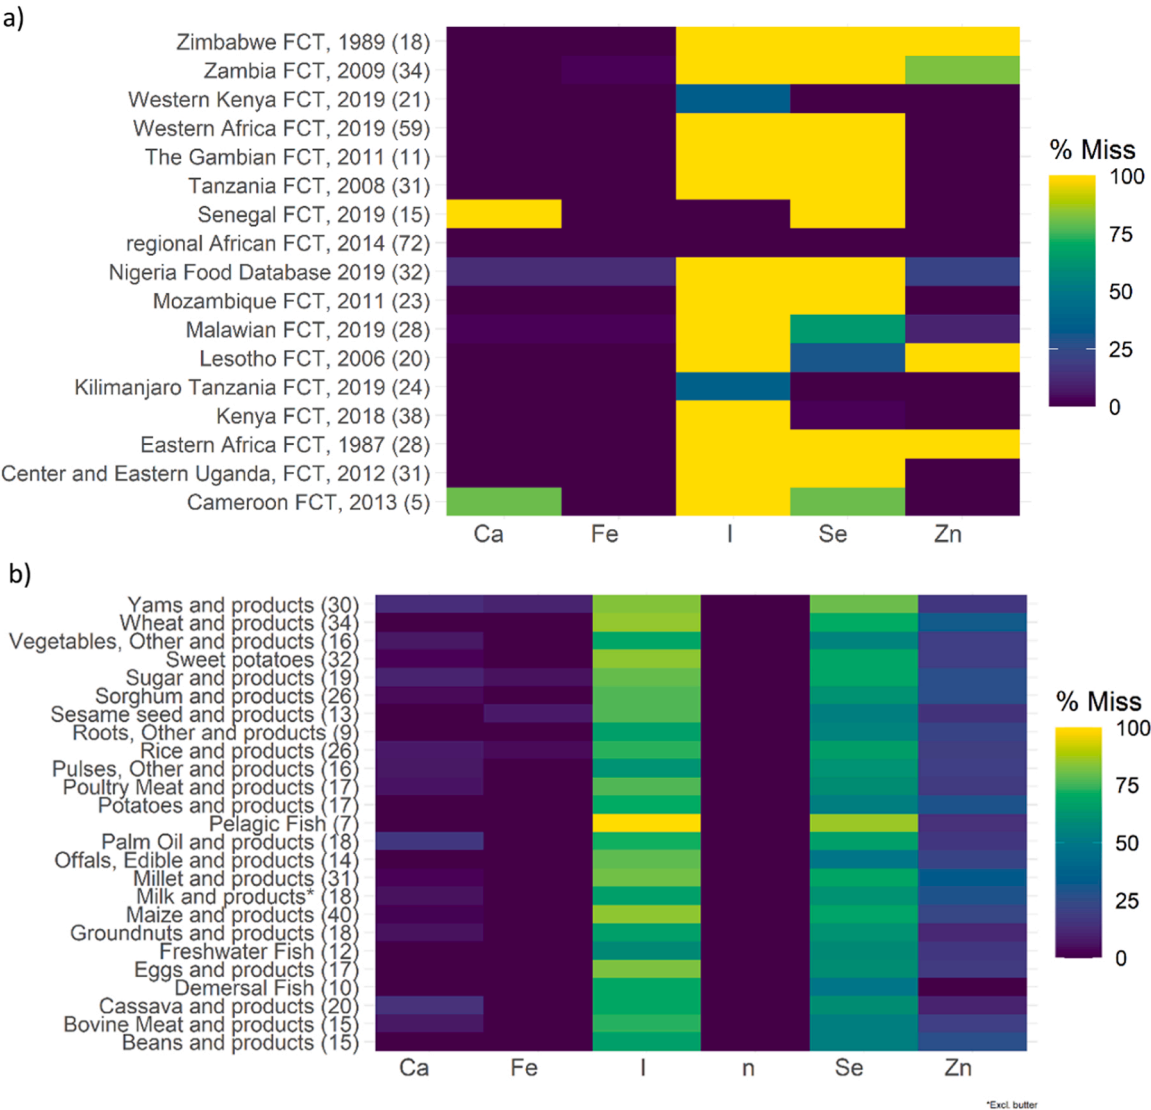 a)
Zimbabwe FCT, 1989 (18)
Zambia FCT, 2009 (34)
Western Kenya FCT, 2019 (21)
Western Africa FCT, 2019 (59)
The Gambian FCT, 2011 (11)
Tanzania FCT, 2008 (31)
Senegal FCT, 2019 (15)
regional African FCT, 2014 (72)
Nigeria Food Database 2019 (32)
Mozambique FCT, 2011 (23)
Malawian FCT, 2019 (28)
Lesotho FCT, 2006 (20)
Kilimanjaro Tanzania FCT, 2019 (24)
Kenya FCT, 2018 (38)
Eastern Africa FCT, 1987 (28)
Center and Eastern Uganda, FCT, 2012 (31)
Cameroon FCT, 2013 (5)
Ca Fe I Se Zn
% Miss
100
75
50
25
0
b)
Yams and products (30)
Wheat and products (34)
Vegetables, Other and products (16)
Sweet potatoes (32)
Sugar and products (19)
Sorghum and products (26)
Sesame seed and products (13)
Roots, Other and products (9)
Rice and products (26)
Pulses, Other and products (16)
Poultry Meat and products (17)
Potatoes and products (17)
Pelagic Fish (7)
Palm Oil and products (18)
Offals, Edible and products (14)
Millet and products (31)
Milk and products* (18)
Maize and products (40)
Groundnuts and products (18)
Freshwater Fish (12)
Eggs and products (17)
Demersal Fish (10)
Cassava and products (20)
Bovine Meat and products (15)
Beans and products (15)
Ca Fe I n Se Zn
% Miss
100
75
50
25
0
*Excl. butter